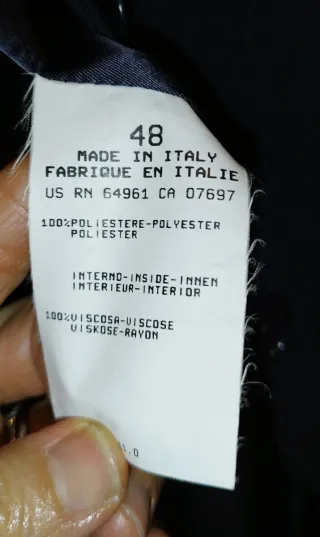 48
MADE IN ITALY
FABRIQUE EN ITALIE
US RN 64961 CA 07697
100%POLIESTERE-POLYESTER
POLIESTER
INTERNO-INSIDE-INNEN
INTERIEUR-INTERIOR
100%VISCOSA-VISCOSE
VISKOSE-RAYON